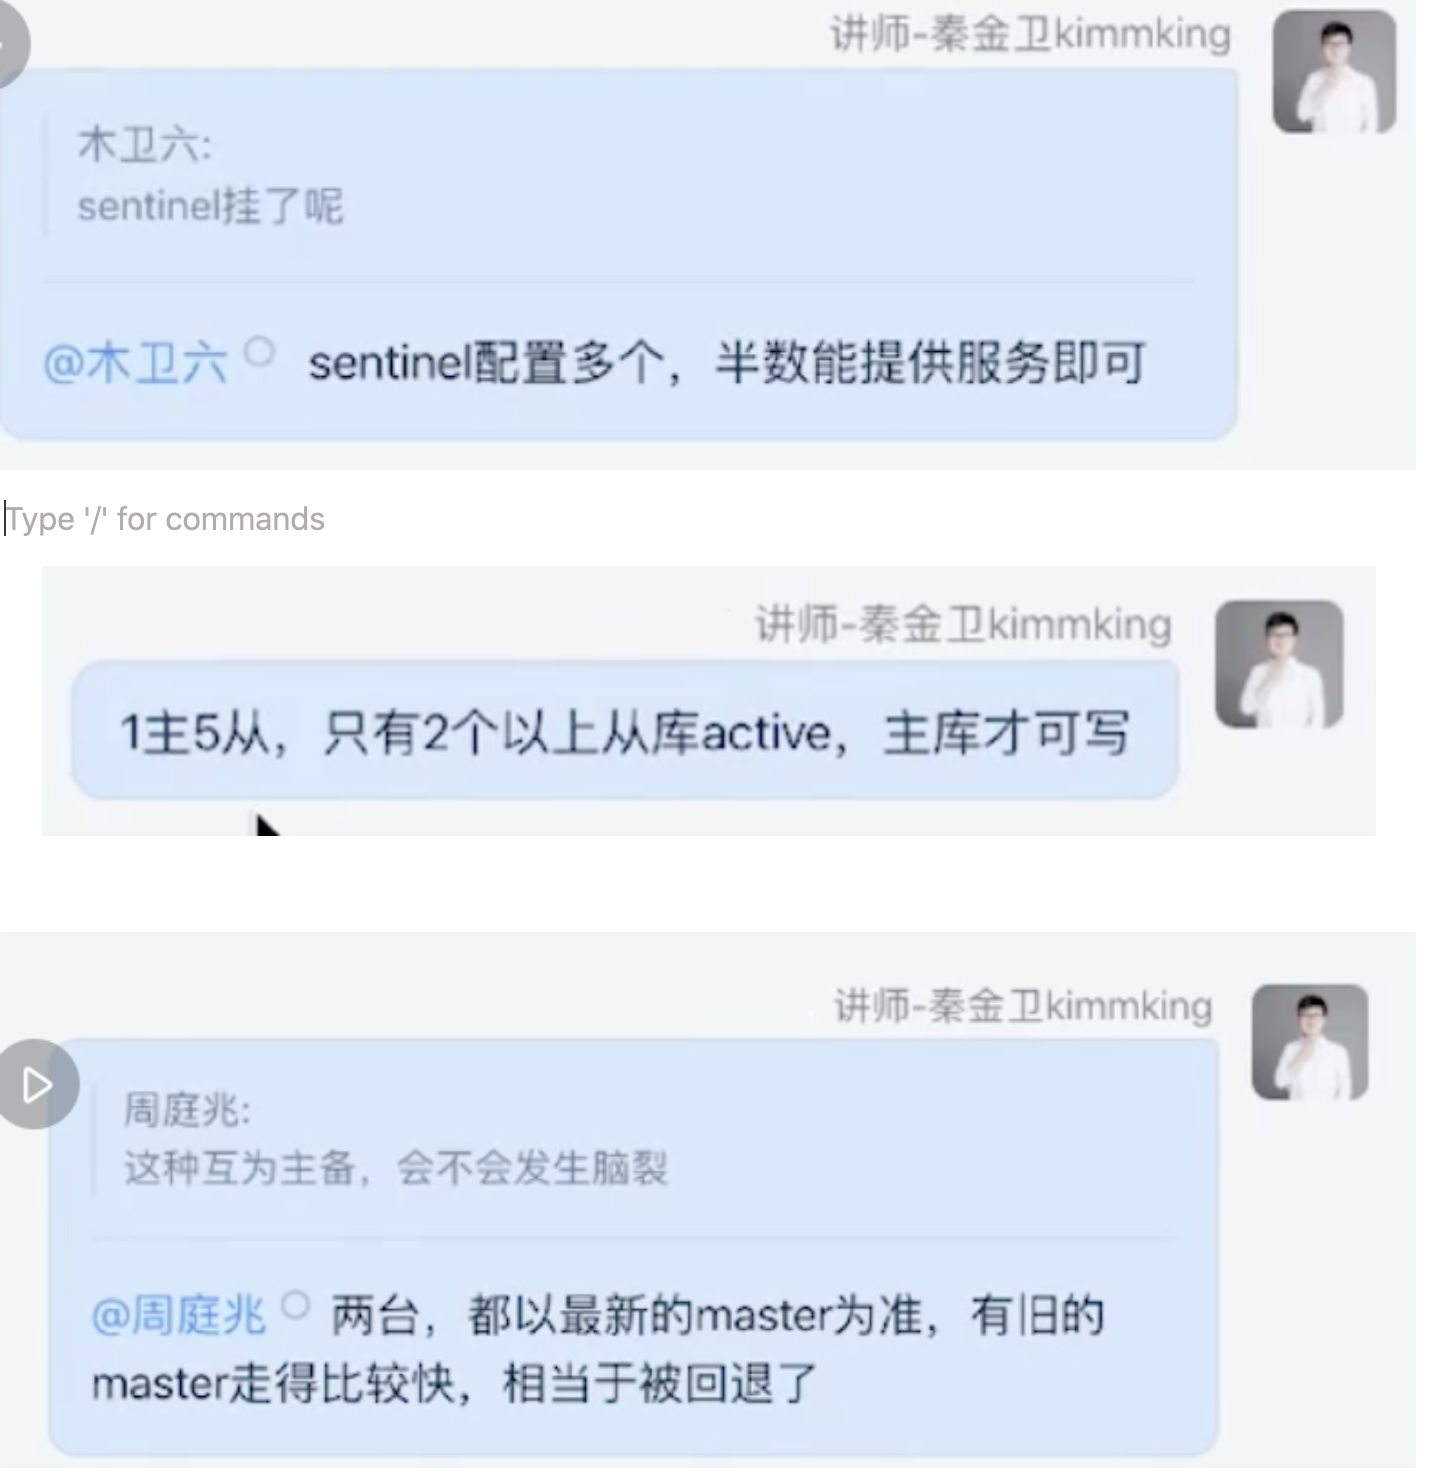 讲师-秦金卫kimmking
木卫六:
sentinel挂了呢
@木卫六 sentinel配置多个，半数能提供服务即可
Type '/' for commands
讲师-秦金卫kimmking
1主5从，只有2个以上从库active，主库才可写
讲师-秦金卫kimmking
周庭兆:
这种互为主备，会不会发生脑裂
@周庭兆 两台，都以最新的master为准，有旧的
master走得比较快，相当于被回退了